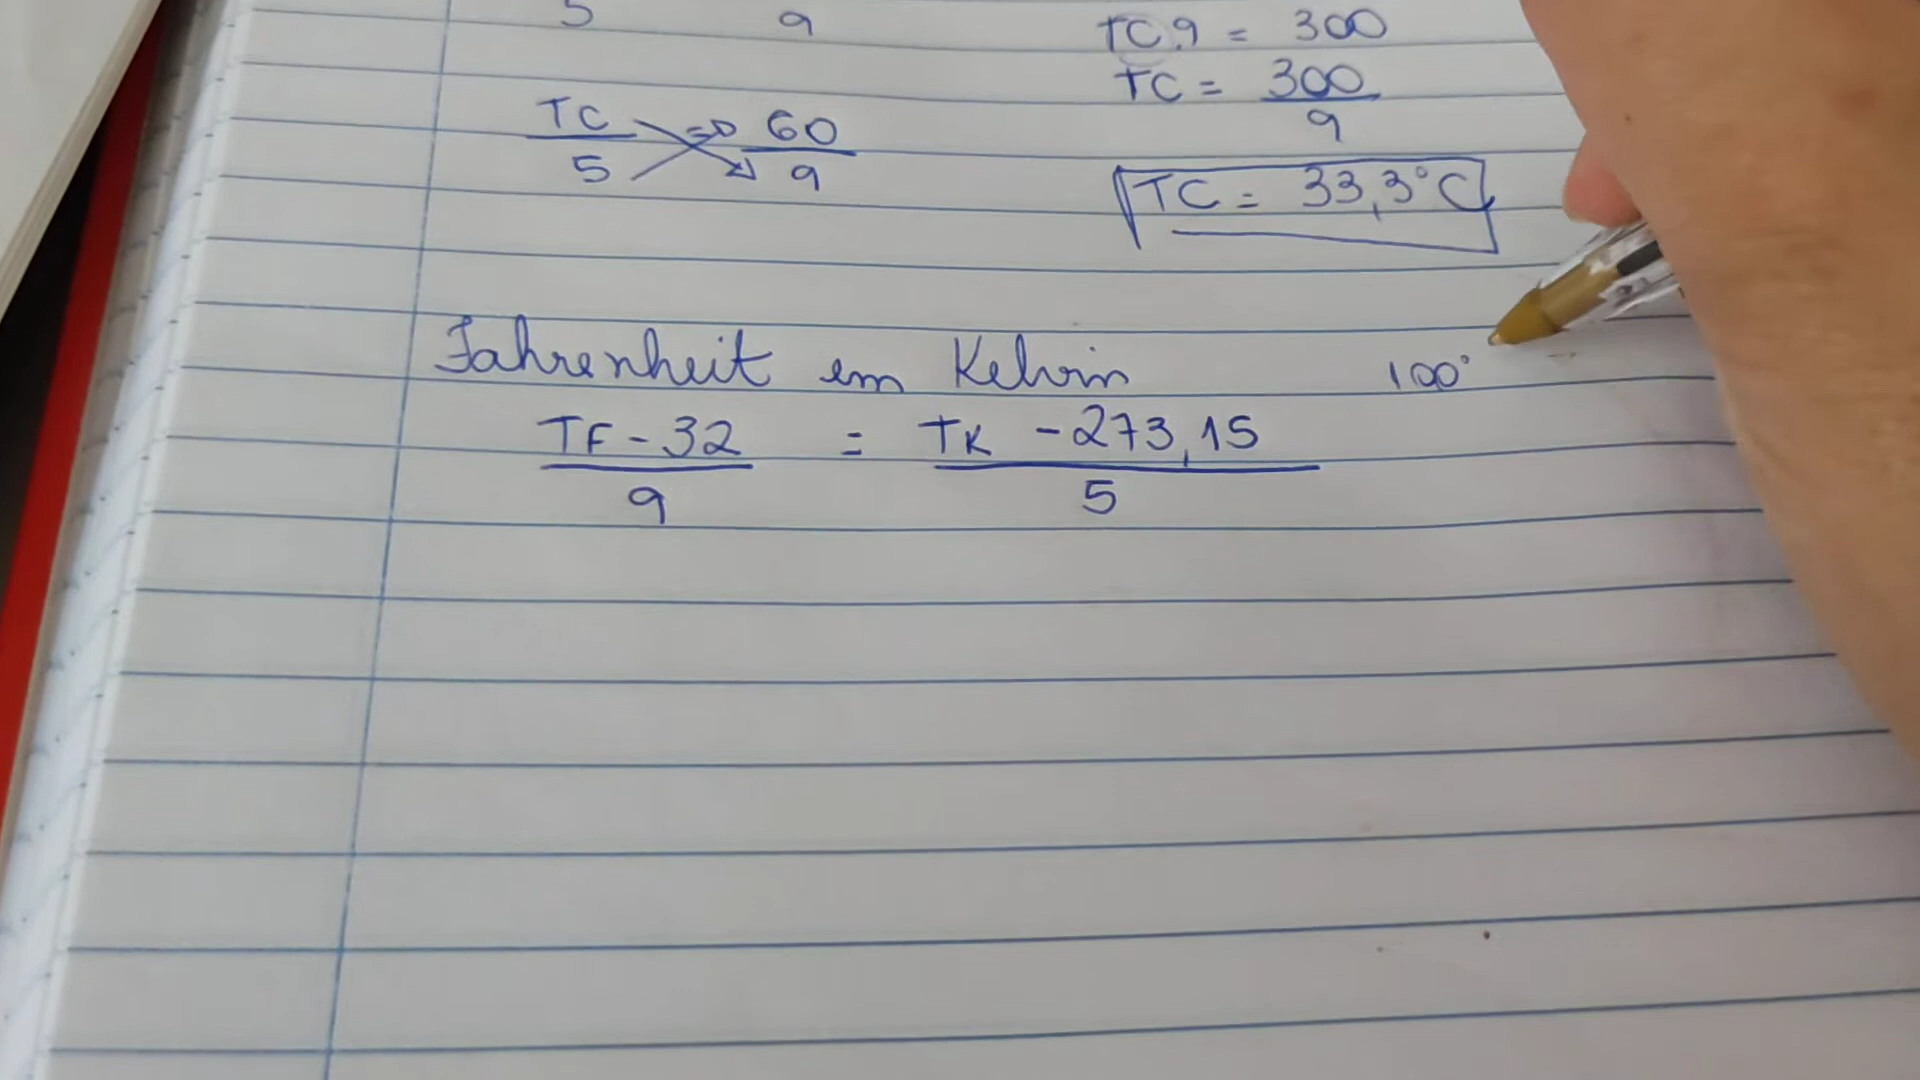 5 9
TC => 60
5 9
TC.9 = 300
TC = 300
9
TC = 33,3°C
Fahrenheit em Kelvin 100°
TF - 32 = TK - 273,15
9 5